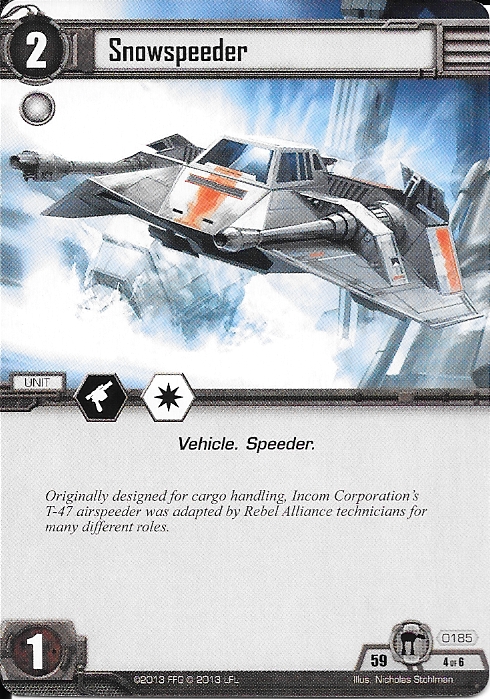 2
Snowspeeder
UNIT
Vehicle. Speeder.
Originally designed for cargo handling, Incom Corporation's
T-47 airspeeder was adapted by Rebel Alliance technicians for
many different roles.
1
59
4 OF 6
0185
©2013 FFG © 2013 LFL
Illus. Nicholas Stohlman